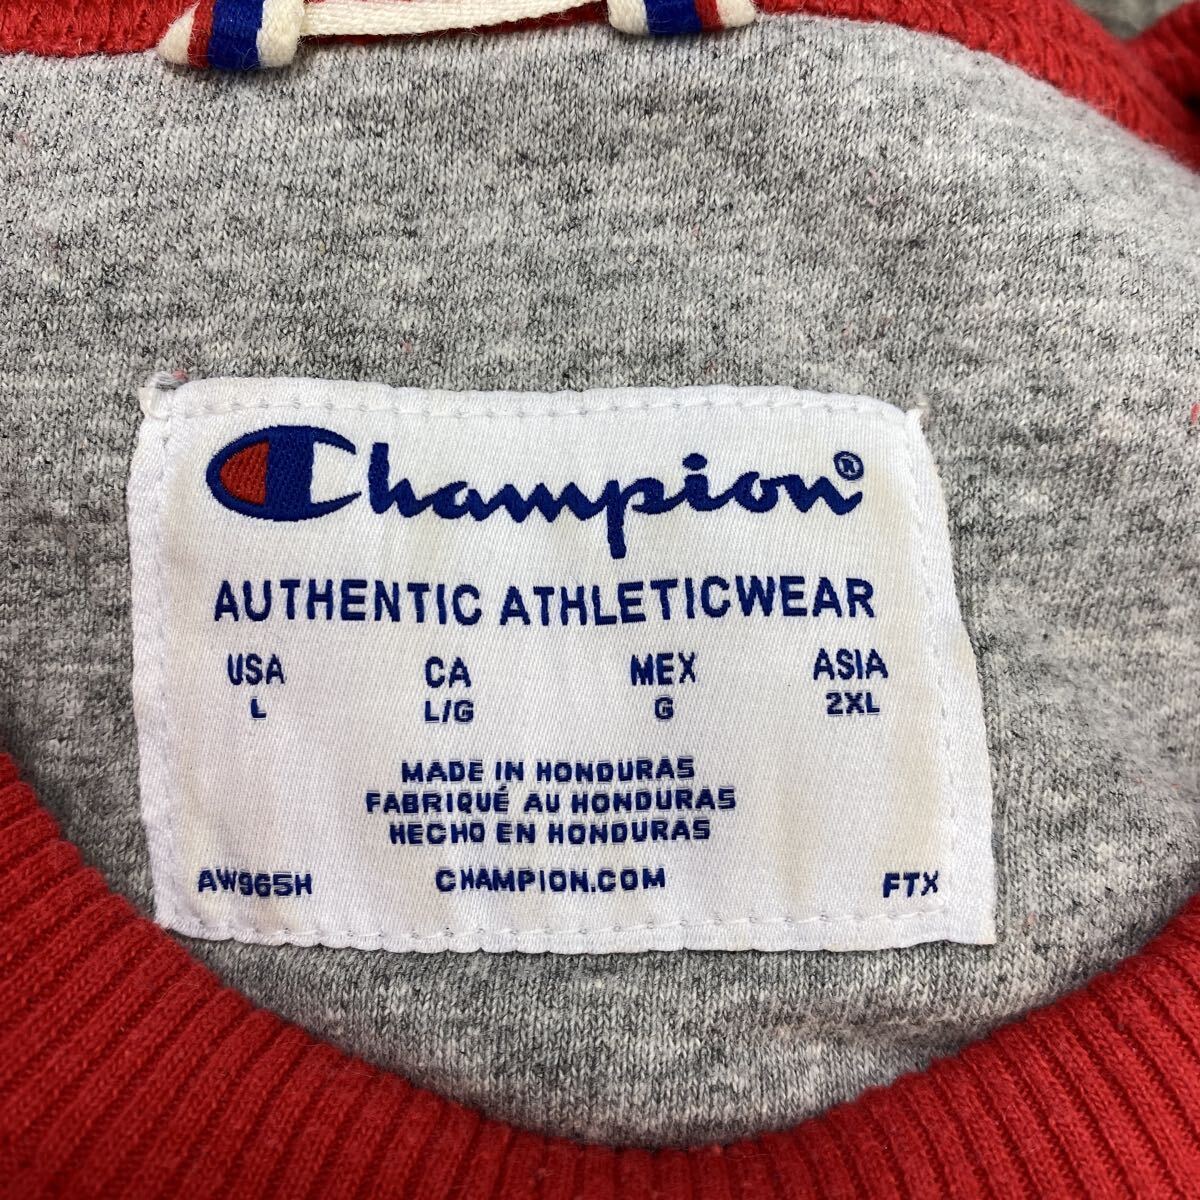 Champion®
AUTHENTIC ATHLETICWEAR
USA CA MEX ASIA
L L/G G 2XL
MADE IN HONDURAS
FABRIQUÉ AU HONDURAS
HECHO EN HONDURAS
AW965H CHAMPION.COM FTX